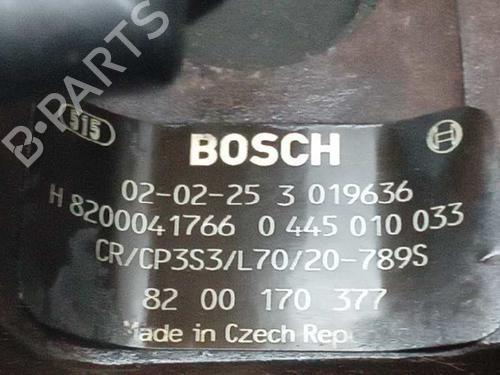 B·PARTS
515
BOSCH
02-02-25 3 019636
H 8200041766 0 445 010 033
CR/CP3S3/L70/20-789S
82 00 170 377
Made in Czech Rep